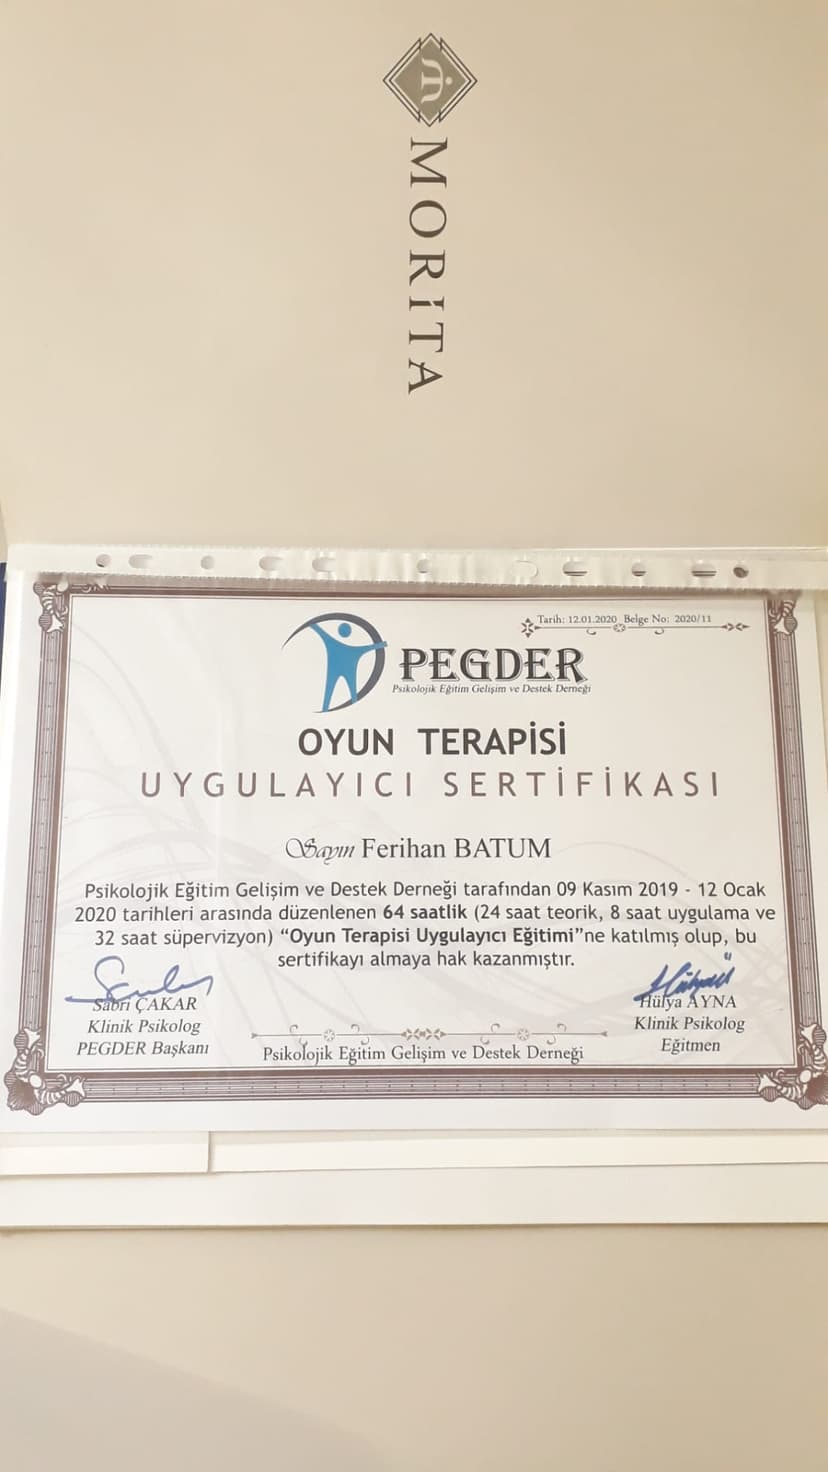 MORİTA
Tarih: 12.01.2020 Belge No: 2020/11
PEGDER
Psikolojik Eğitim Gelişim ve Destek Derneği
OYUN TERAPİSİ
UYGULAYICI SERTİFİKASI
Sayın Ferihan BATUM
Psikolojik Eğitim Gelişim ve Destek Derneği tarafından 09 Kasım 2019 - 12 Ocak
2020 tarihleri arasında düzenlenen 64 saatlik (24 saat teorik, 8 saat uygulama ve
32 saat süpervizyon) “Oyun Terapisi Uygulayıcı Eğitimi”ne katılmış olup, bu
sertifikayı almaya hak kazanmıştır.
Sabri ÇAKAR
Klinik Psikolog
PEGDER Başkanı
Psikolojik Eğitim Gelişim ve Destek Derneği
Hülya AYNA
Klinik Psikolog
Eğitmen